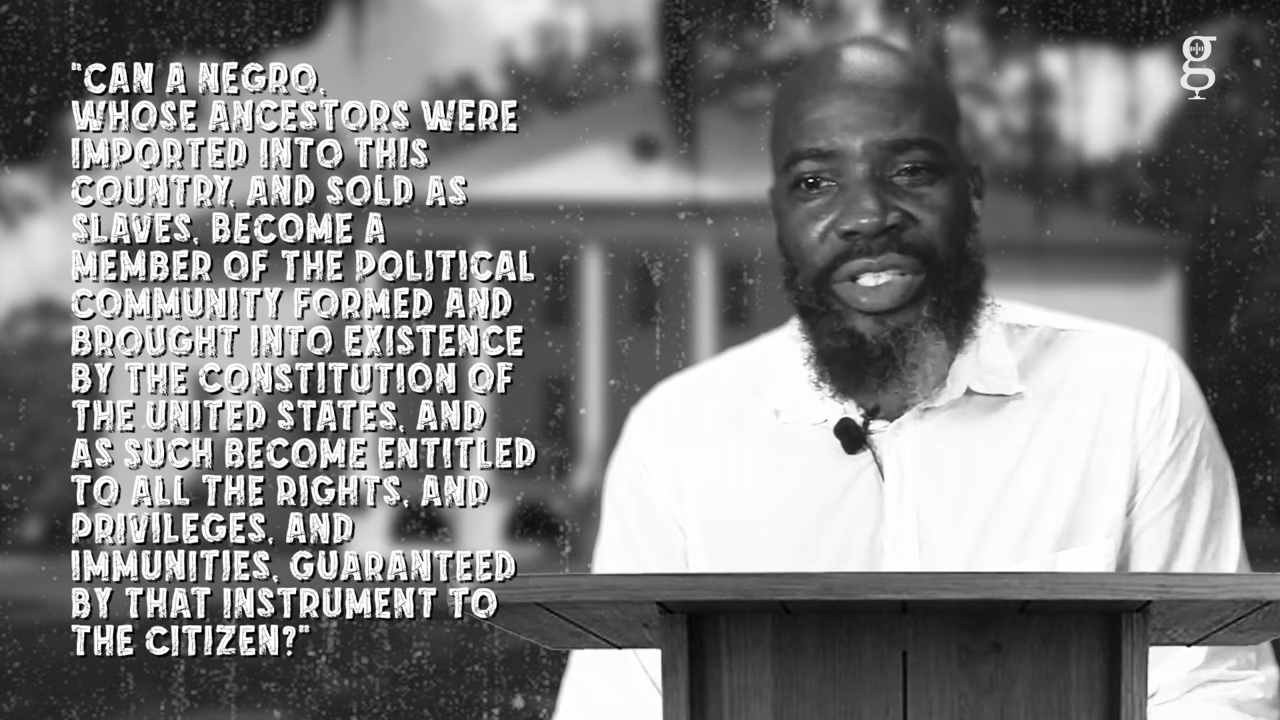 "CAN A NEGRO,
WHOSE ANCESTORS WERE
IMPORTED INTO THIS
COUNTRY, AND SOLD AS
SLAVES, BECOME A
MEMBER OF THE POLITICAL
COMMUNITY FORMED AND
BROUGHT INTO EXISTENCE
BY THE CONSTITUTION OF
THE UNITED STATES, AND
AS SUCH BECOME ENTITLED
TO ALL THE RIGHTS, AND
PRIVILEGES, AND
IMMUNITIES, GUARANTEED
BY THAT INSTRUMENT TO
THE CITIZEN?"
g